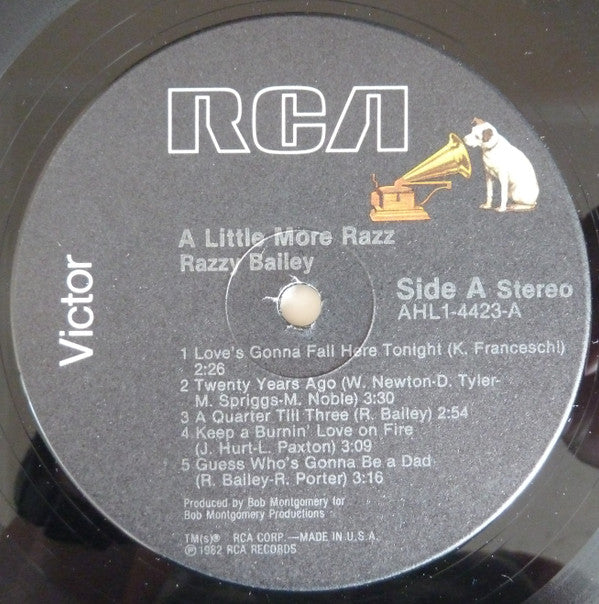 RCA
A Little More Razz
Razzy Bailey
Victor
Side A Stereo
AHL1-4423-A
1 Love's Gonna Fall Here Tonight (K. Franceschi)
2:26
2 Twenty Years Ago (W. Newton-D. Tyler-
M. Spriggs-M. Noble) 3:30
3 A Quarter Till Three (R. Bailey) 2:54
4 Keep a Burnin' Love on Fire
(J. Hurt-L. Paxton) 3:09
5 Guess Who's Gonna Be a Dad
(R. Bailey-R. Porter) 3:16
Produced by Bob Montgomery for
Bob Montgomery Productions
TM(s)® RCA CORP.—MADE IN U.S.A.
℗1982 RCA RECORDS